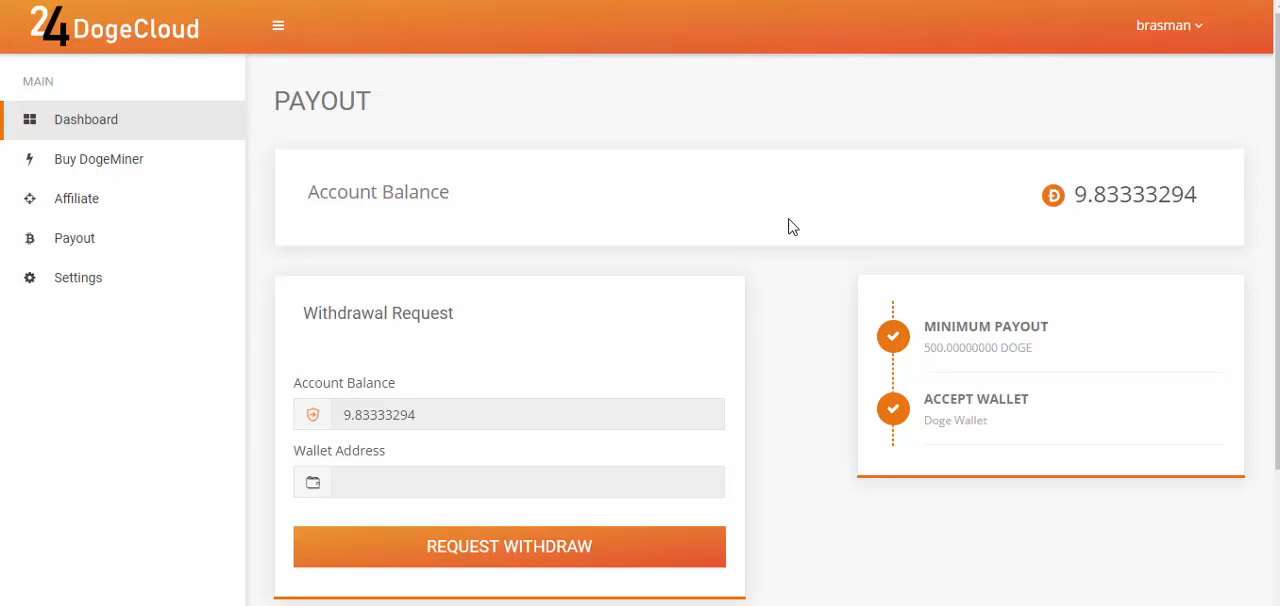 24 DogeCloud
brasman
MAIN
Dashboard
Buy DogeMiner
Affiliate
Payout
Settings
PAYOUT
Account Balance
9.83333294
Withdrawal Request
Account Balance
9.83333294
Wallet Address
REQUEST WITHDRAW
MINIMUM PAYOUT
500.00000000 DOGE
ACCEPT WALLET
Doge Wallet